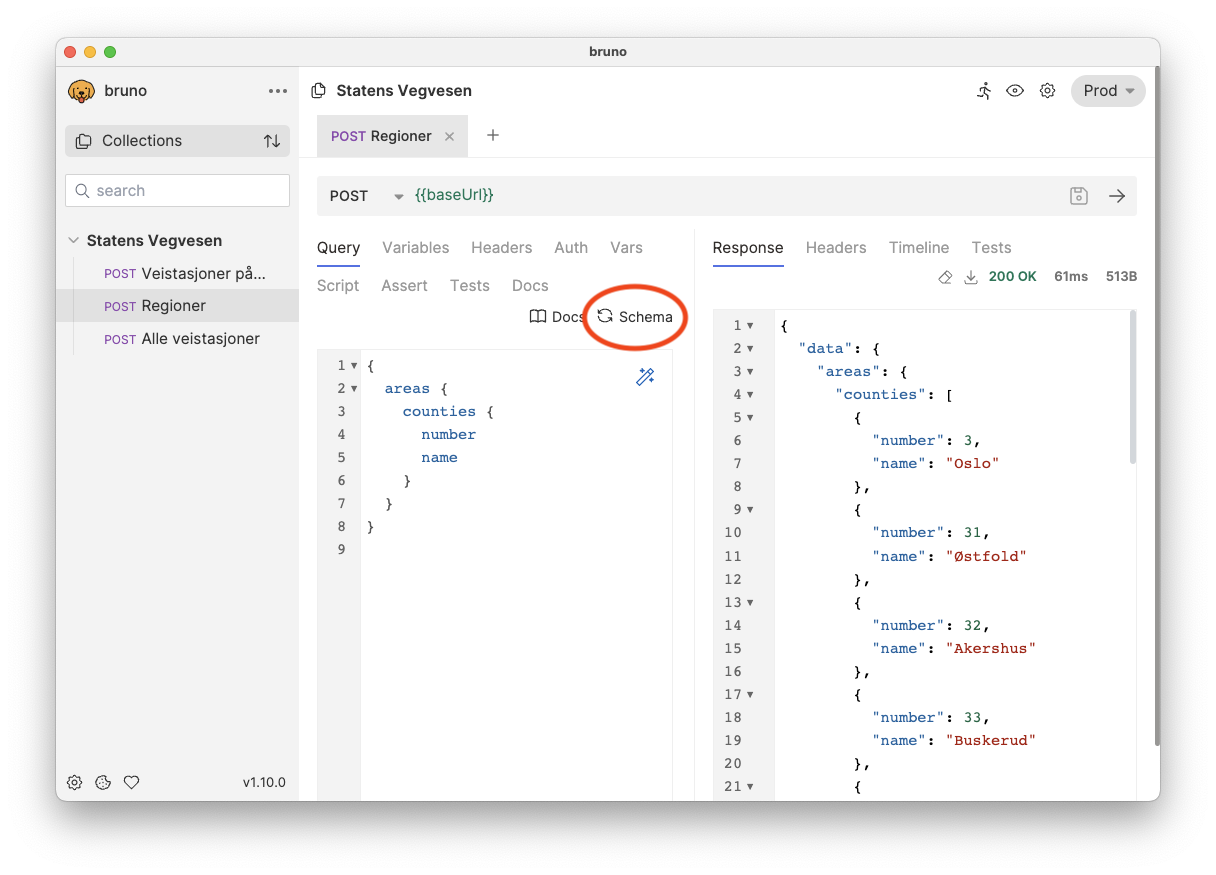 bruno
bruno
Statens Vegvesen
Prod
Collections
POST Regioner
search
POST
{{baseUrl}}
Statens Vegvesen
POST Veistasjoner på...
POST Regioner
POST Alle veistasjoner
Query Variables Headers Auth Vars
Script Assert Tests Docs
Docs Schema
1 {
2 areas {
3 counties {
4 number
5 name
6 }
7 }
8 }
9
Response Headers Timeline Tests
200 OK 61ms 513B
1 {
2 "data": {
3 "areas": {
4 "counties": [
5 {
6 "number": 3,
7 "name": "Oslo"
8 },
9 {
10 "number": 31,
11 "name": "Østfold"
12 },
13 {
14 "number": 32,
15 "name": "Akershus"
16 },
17 {
18 "number": 33,
19 "name": "Buskerud"
20 },
21 {
v1.10.0